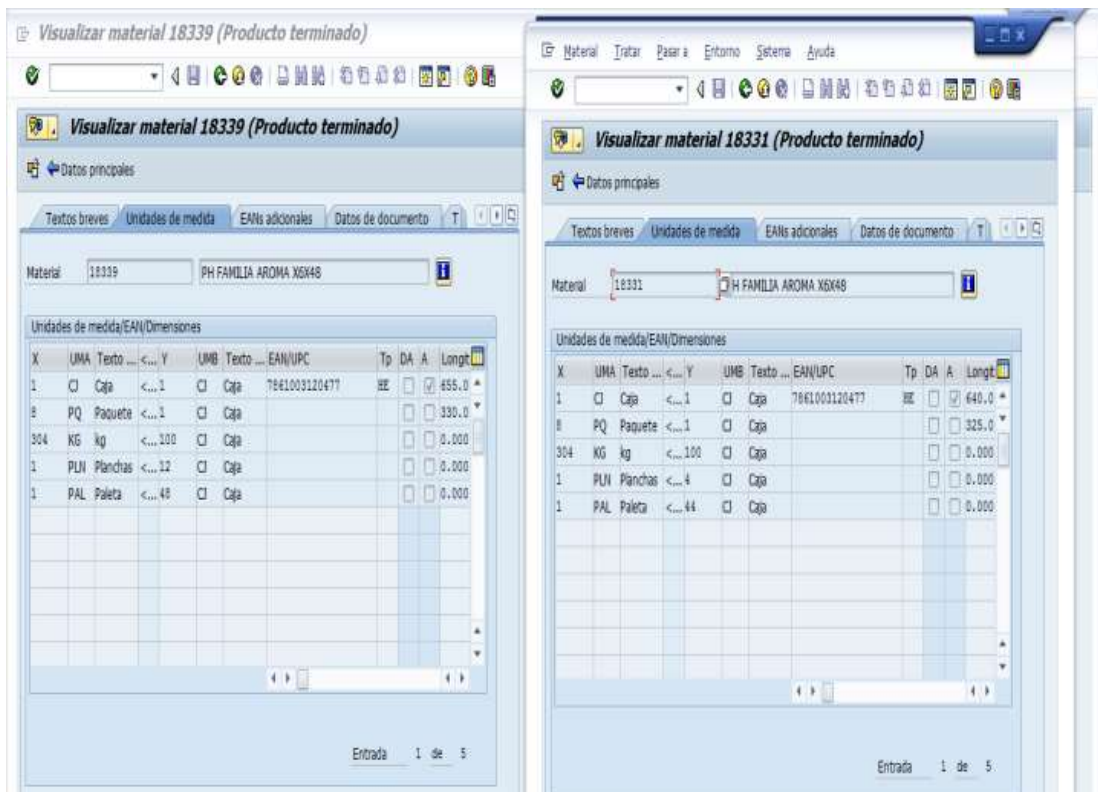 Visualizar material 18339 (Producto terminado)
Visualizar material 18339 (Producto terminado)
Datos principales
Textos breves Unidades de medida EANs adicionales Datos de documento T
Material 18339 PH FAMILIA AROMA X6X48
Unidades de medida/EAN/Dimensiones
X UMA Texto ... <... Y UMB Texto ... EAN/UPC Tp DA A Longit
1 CJ Caja <... 1 CJ Caja 7861003120477 HE 655.0
8 PQ Paquete <... 1 CJ Caja 330.0
304 KG kg <... 100 CJ Caja 0.000
1 PLN Planchas <... 12 CJ Caja 0.000
1 PAL Paleta <... 48 CJ Caja 0.000
Entrada 1 de 5
Material Tratar Pasar a Entorno Sistema Ayuda
Visualizar material 18331 (Producto terminado)
Datos principales
Textos breves Unidades de medida EANs adicionales Datos de documento T
Material 18331 H FAMILIA AROMA X6X48
Unidades de medida/EAN/Dimensiones
X UMA Texto ... <... Y UMB Texto ... EAN/UPC Tp DA A Longit
1 CJ Caja <... 1 CJ Caja 7861003120477 HE 640.0
8 PQ Paquete <... 1 CJ Caja 325.0
304 KG kg <... 100 CJ Caja 0.000
1 PLN Planchas <... 4 CJ Caja 0.000
1 PAL Paleta <... 44 CJ Caja 0.000
Entrada 1 de 5